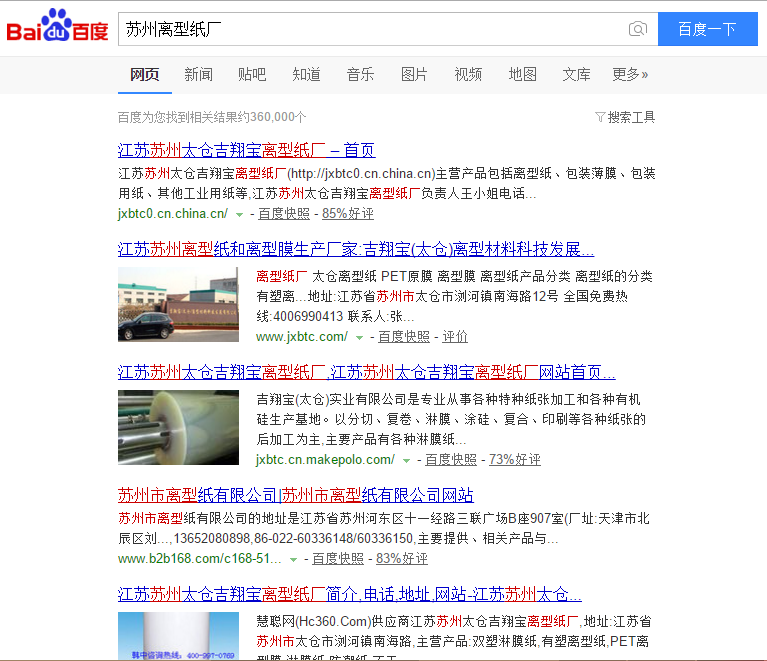 Bai du 百度
苏州离型纸厂
百度一下
网页 新闻 贴吧 知道 音乐 图片 视频 地图 文库 更多»
百度为您找到相关结果约360,000个
搜索工具
江苏苏州太仓吉翔宝离型纸厂 – 首页
江苏苏州太仓吉翔宝离型纸厂(http://jxbtc0.cn.china.cn)主营产品包括离型纸、包装薄膜、包装
用纸、其他工业用纸等,江苏苏州太仓吉翔宝离型纸厂负责人王小姐电话...
jxbtc0.cn.china.cn/ - 百度快照 - 85%好评
江苏苏州离型纸和离型膜生产厂家:吉翔宝(太仓)离型材料科技发展...
离型纸厂 太仓离型纸 PET原膜 离型膜 离型纸产品分类 离型纸的分类
有塑离...地址:江苏省苏州市太仓市浏河镇南海路12号 全国免费热
线:4006990413 联系人:张...
www.jxbtc.com/ - 百度快照 - 评价
江苏苏州太仓吉翔宝离型纸厂,江苏苏州太仓吉翔宝离型纸厂网站首页...
吉翔宝(太仓)实业有限公司是专业从事各种特种纸张加工和各种有机
硅生产基地。以分切、复卷、淋膜、涂硅、复合、印刷等各种纸张的
后加工为主,主要产品有各种淋膜纸...
jxbtc.cn.makepolo.com/ - 百度快照 - 73%好评
苏州市离型纸有限公司|苏州市离型纸有限公司网站
苏州市离型纸有限公司的地址是江苏省苏州河东区十一经路三联广场B座907室(厂址:天津市北
辰区刘...,13652080898,86-022-60336148/60336150,主要提供、相关产品与...
www.b2b168.com/c168-51... - 百度快照 - 83%好评
江苏苏州太仓吉翔宝离型纸厂简介,电话,地址,网站-江苏苏州太仓...
慧聪网(Hc360.Com)供应商江苏苏州太仓吉翔宝离型纸厂,地址:江苏省
苏州市太仓市浏河镇南海路,主营产品:双塑淋膜纸,有塑离型纸,PET离